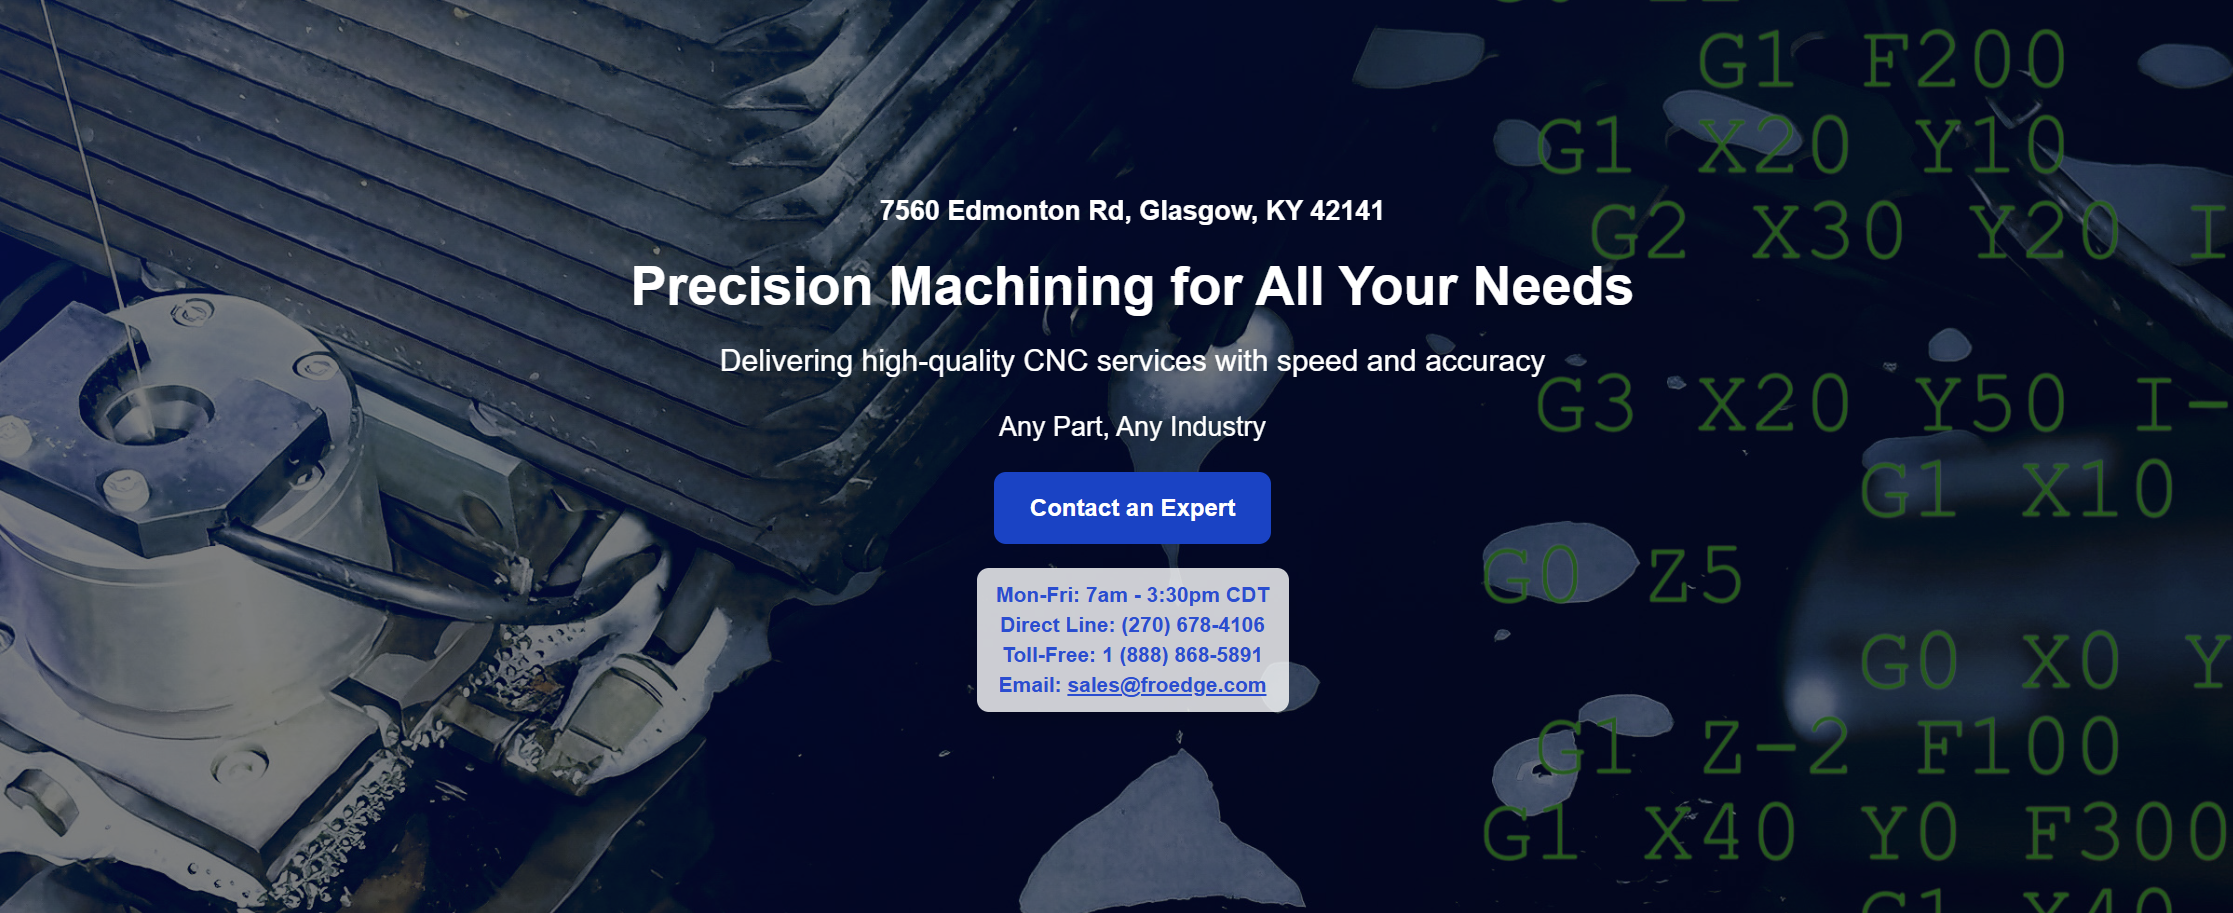 7560 Edmonton Rd, Glasgow, KY 42141
Precision Machining for All Your Needs
Delivering high-quality CNC services with speed and accuracy
Any Part, Any Industry
Contact an Expert
Mon-Fri: 7am - 3:30pm CDT
Direct Line: (270) 678-4106
Toll-Free: 1 (888) 868-5891
Email: sales@froedge.com
G1 F200
G1 X20 Y10
G2 X30 Y20 I
G3 X20 Y50 I-
G1 X10
G0 Z5
G0 X0 Y
G1 Z-2 F100
G1 X40 Y0 F300
G1 X40